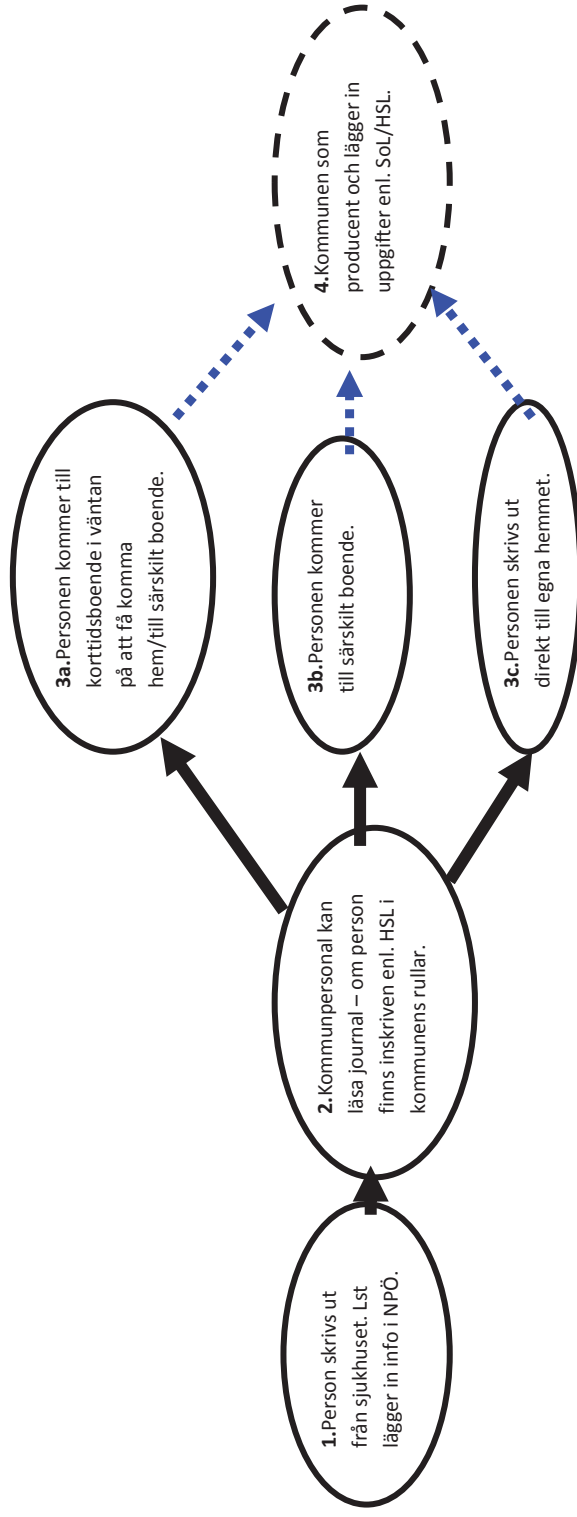 1.Person skrivs ut
från sjukhuset. Lst
lägger in info i NPÖ.
2.Kommunpersonal kan
läsa journal – om person
finns inskriven enl. HSL i
kommunens rullar.
3a.Personen kommer till
korttidsboende i väntan
på att få komma
hem/till särskilt boende.
3b.Personen kommer
till särskilt boende.
3c.Personen skrivs ut
direkt till egna hemmet.
4.Kommunen som
producent och lägger in
uppgifter enl. SoL/HSL.